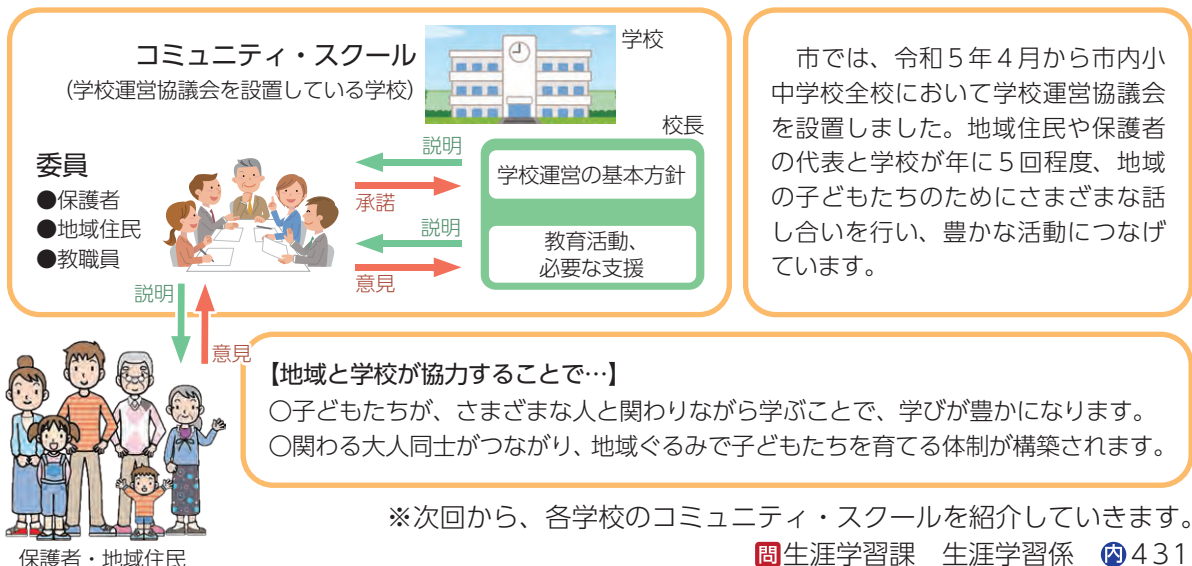 コミュニティ・スクール
(学校運営協議会を設置している学校)
学校
校長
委員
●保護者
●地域住民
●教職員
説明
承諾
学校運営の基本方針
説明
意見
教育活動、
必要な支援
説明
意見
保護者・地域住民
市では、令和5年4月から市内小
中学校全校において学校運営協議会
を設置しました。地域住民や保護者
の代表と学校が年に5回程度、地域
の子どもたちのためにさまざまな話
し合いを行い、豊かな活動につなげ
ています。
【地域と学校が協力することで…】
○子どもたちが、さまざまな人と関わりながら学ぶことで、学びが豊かになります。
○関わる大人同士がつながり、地域ぐるみで子どもたちを育てる体制が構築されます。
※次回から、各学校のコミュニティ・スクールを紹介していきます。
問生涯学習課 生涯学習係 内431